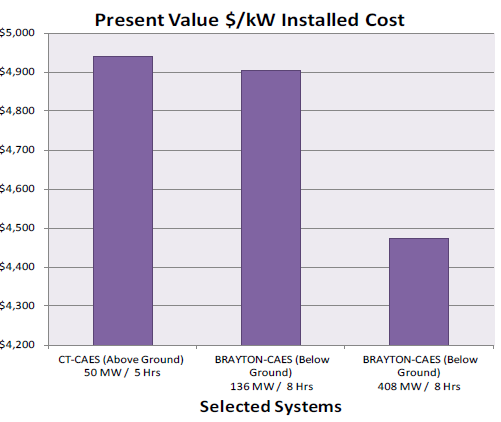 Present Value $/kW Installed Cost
$5,000
$4,900
$4,800
$4,700
$4,600
$4,500
$4,400
$4,300
$4,200
CT-CAES (Above Ground)
50 MW / 5 Hrs
BRAYTON-CAES (Below
Ground)
136 MW / 8 Hrs
BRAYTON-CAES (Below
Ground)
408 MW / 8 Hrs
Selected Systems